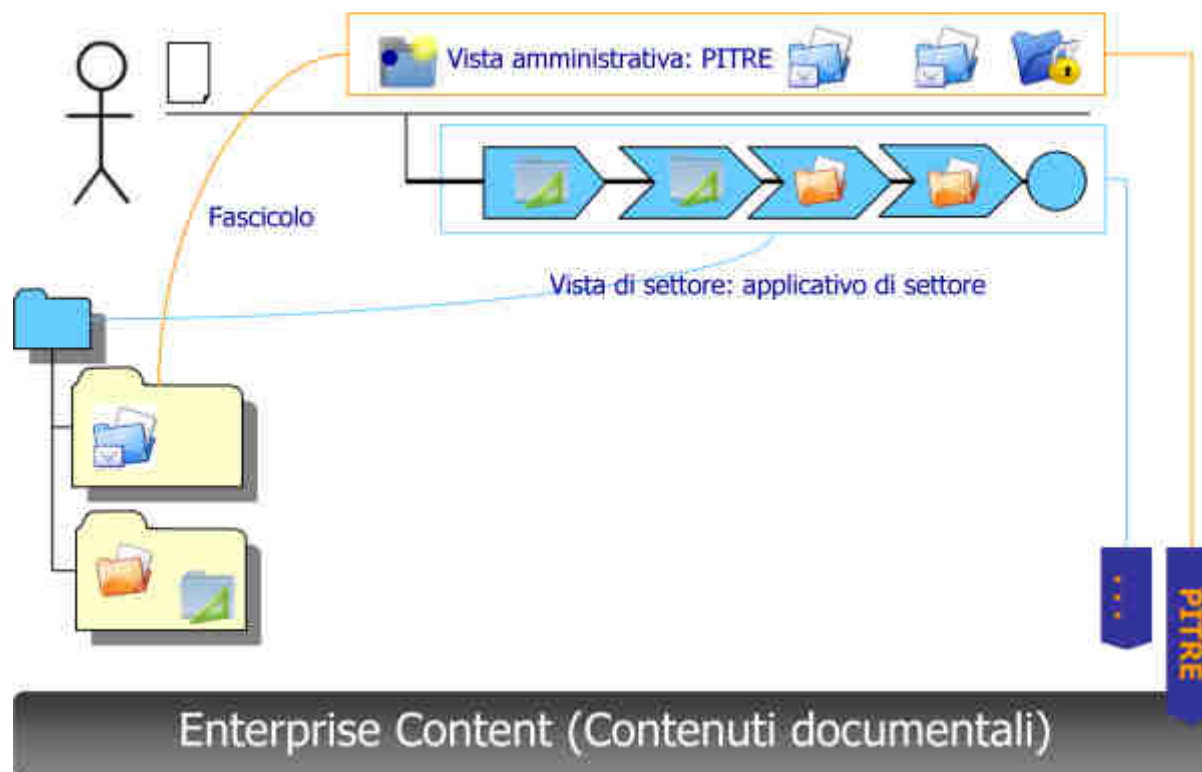 Vista amministrativa: PITRE
Fascicolo
Vista di settore: applicativo di settore
...
PITRE
Enterprise Content (Contenuti documentali)